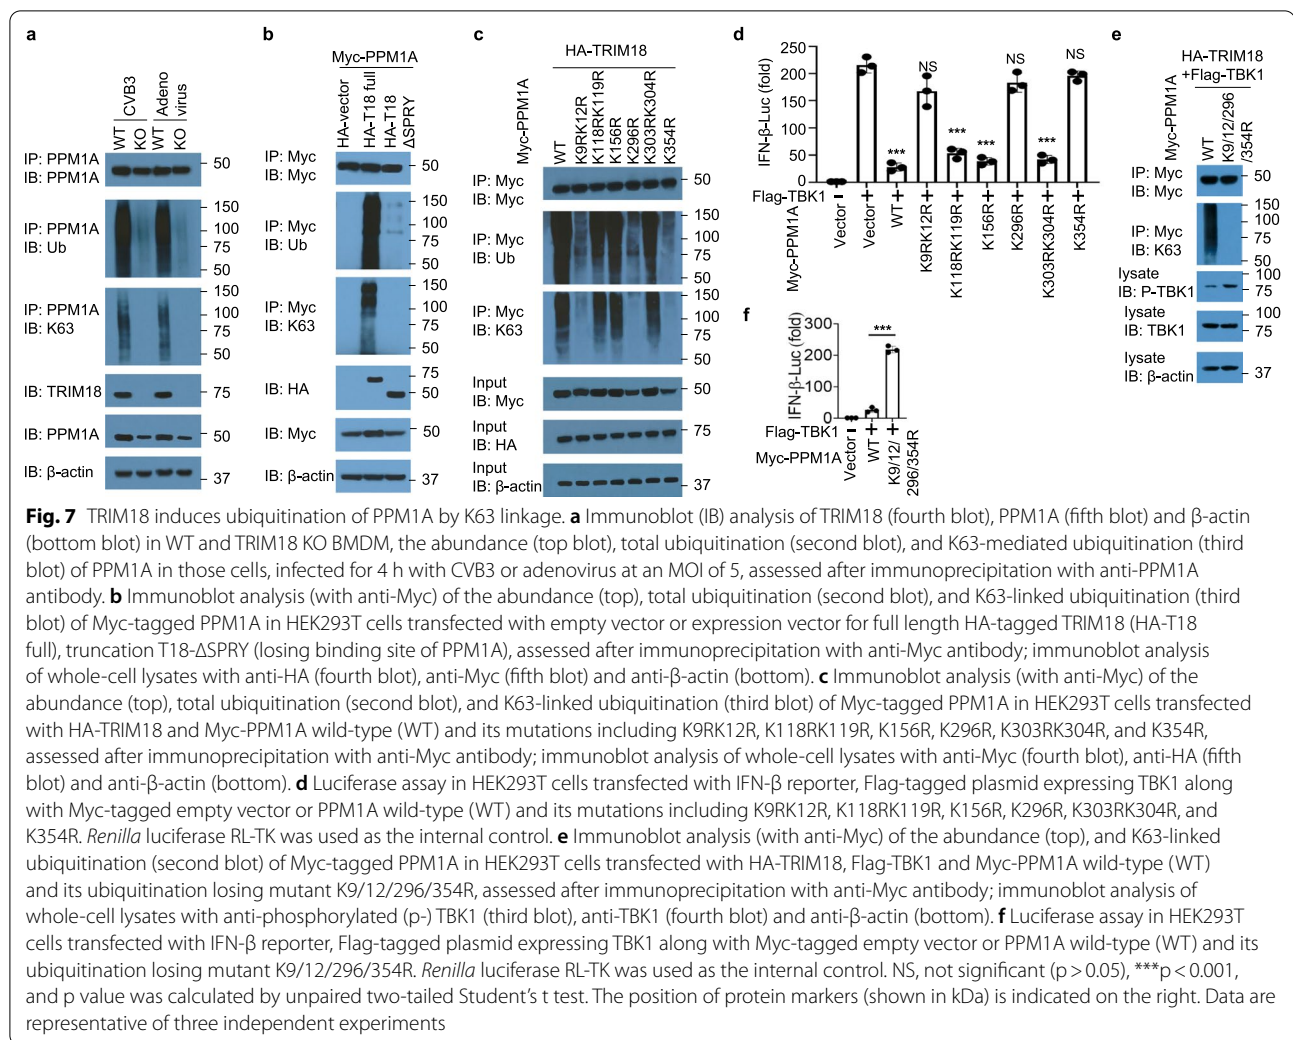 a
CVB3
Adeno
virus
WT
KO
WT
KO
IP: PPM1A
IB: PPM1A
50
IP: PPM1A
IB: Ub
150
100
75
50
IP: PPM1A
IB: K63
150
100
75
50
IB: TRIM18
75
IB: PPM1A
50
IB: β-actin
37
b
Myc-PPM1A
HA-vector
HA-T18 full
HA-T18
ΔSPRY
IP: Myc
IB: Myc
50
IP: Myc
IB: Ub
150
100
75
50
IP: Myc
IB: K63
150
100
75
50
IB: HA
75
50
IB: Myc
50
IB: β-actin
37
c
HA-TRIM18
Myc-PPM1A
WT
K9RK12R
K118RK119R
K156R
K296R
K303RK304R
K354R
IP: Myc
IB: Myc
50
IP: Myc
IB: Ub
150
100
75
50
IP: Myc
IB: K63
150
100
75
50
Input
IB: Myc
50
Input
IB: HA
75
Input
IB: β-actin
37
d
IFN-β-Luc (fold)
250
200
150
100
50
0
NS
NS
NS
***
***
***
***
Flag-TBK1 - + + + + + + + +
Myc-PPM1A
Vector
Vector
WT
K9RK12R
K118RK119R
K156R
K296R
K303RK304R
K354R
e
HA-TRIM18
+Flag-TBK1
Myc-PPM1A
WT
K9/12/296
/354R
IP: Myc
IB: Myc
50
IP: Myc
IB: K63
150
100
75
50
lysate
IB: P-TBK1
100
75
lysate
IB: TBK1
100
75
lysate
IB: β-actin
37
f
IFN-β-Luc (fold)
300
200
100
0
***
Flag-TBK1 - + +
Myc-PPM1A
Vector
WT
K9/12/
296/354R
Fig. 7 TRIM18 induces ubiquitination of PPM1A by K63 linkage. a Immunoblot (IB) analysis of TRIM18 (fourth blot), PPM1A (fifth blot) and β-actin
(bottom blot) in WT and TRIM18 KO BMDM, the abundance (top blot), total ubiquitination (second blot), and K63-mediated ubiquitination (third
blot) of PPM1A in those cells, infected for 4 h with CVB3 or adenovirus at an MOI of 5, assessed after immunoprecipitation with anti-PPM1A
antibody. b Immunoblot analysis (with anti-Myc) of the abundance (top), total ubiquitination (second blot), and K63-linked ubiquitination (third
blot) of Myc-tagged PPM1A in HEK293T cells transfected with empty vector or expression vector for full length HA-tagged TRIM18 (HA-T18
full), truncation T18-ΔSPRY (losing binding site of PPM1A), assessed after immunoprecipitation with anti-Myc antibody; immunoblot analysis
of whole-cell lysates with anti-HA (fourth blot), anti-Myc (fifth blot) and anti-β-actin (bottom). c Immunoblot analysis (with anti-Myc) of the
abundance (top), total ubiquitination (second blot), and K63-linked ubiquitination (third blot) of Myc-tagged PPM1A in HEK293T cells transfected
with HA-TRIM18 and Myc-PPM1A wild-type (WT) and its mutations including K9RK12R, K118RK119R, K156R, K296R, K303RK304R, and K354R,
assessed after immunoprecipitation with anti-Myc antibody; immunoblot analysis of whole-cell lysates with anti-Myc (fourth blot), anti-HA (fifth
blot) and anti-β-actin (bottom). d Luciferase assay in HEK293T cells transfected with IFN-β reporter, Flag-tagged plasmid expressing TBK1 along
with Myc-tagged empty vector or PPM1A wild-type (WT) and its mutations including K9RK12R, K118RK119R, K156R, K296R, K303RK304R, and
K354R. Renilla luciferase RL-TK was used as the internal control. e Immunoblot analysis (with anti-Myc) of the abundance (top), and K63-linked
ubiquitination (second blot) of Myc-tagged PPM1A in HEK293T cells transfected with HA-TRIM18, Flag-TBK1 and Myc-PPM1A wild-type (WT)
and its ubiquitination losing mutant K9/12/296/354R, assessed after immunoprecipitation with anti-Myc antibody; immunoblot analysis of
whole-cell lysates with anti-phosphorylated (p-) TBK1 (third blot), anti-TBK1 (fourth blot) and anti-β-actin (bottom). f Luciferase assay in HEK293T
cells transfected with IFN-β reporter, Flag-tagged plasmid expressing TBK1 along with Myc-tagged empty vector or PPM1A wild-type (WT) and its
ubiquitination losing mutant K9/12/296/354R. Renilla luciferase RL-TK was used as the internal control. NS, not significant (p > 0.05), ***p < 0.001,
and p value was calculated by unpaired two-tailed Student's t test. The position of protein markers (shown in kDa) is indicated on the right. Data are
representative of three independent experiments